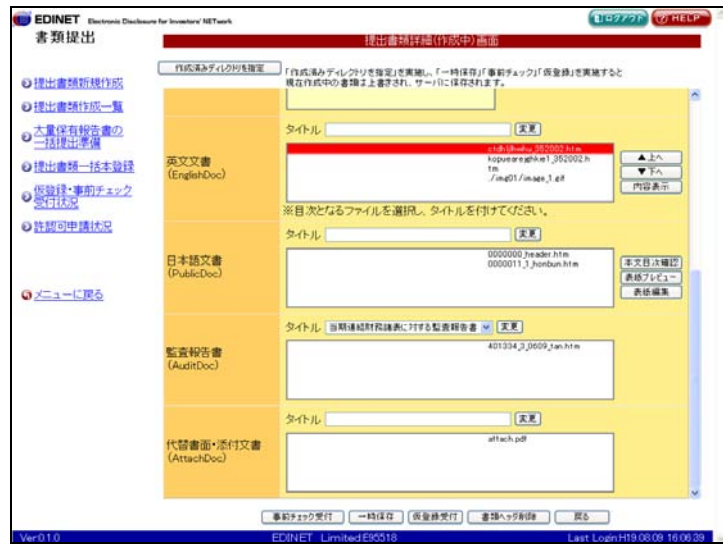 EDINET Electronic Disclosure for Investors' NETwork
ログアウト
HELP
書類提出
提出書類詳細(作成中)画面
作成済みディレクトリを指定
「作成済みディレクトリを指定」を実施し、「一時保存」「事前チェック」「仮登録」を実施すると
現在作成中の書類は上書きされ、サーバに保存されます。
提出書類新規作成
提出書類作成一覧
大量保有報告書の
一括提出準備
提出書類一括本登録
仮登録・事前チェック
受付状況
許認可申請状況
メニューに戻る
英文文書
(EnglishDoc)
タイトル
変更
./img01/image_1.gif
▲上へ
▼下へ
内容表示
※目次となるファイルを選択し、タイトルを付けてください。
日本語文書
(PublicDoc)
タイトル
変更
0000000_header.htm
0000011_1_honbun.htm
本文目次確認
表紙プレビュー
表紙編集
監査報告書
(AuditDoc)
タイトル 当期連結財務諸表に対する監査報告書 変更
401334_3_0609_tan.htm
代替書面・添付文書
(AttachDoc)
タイトル
変更
attach.pdf
事前チェック受付
一時保存
仮登録受付
書類ヘッダ削除
戻る
Ver0.1.0
EDINET Limited:E95518
Last Login:H19.08.09 16:06:39